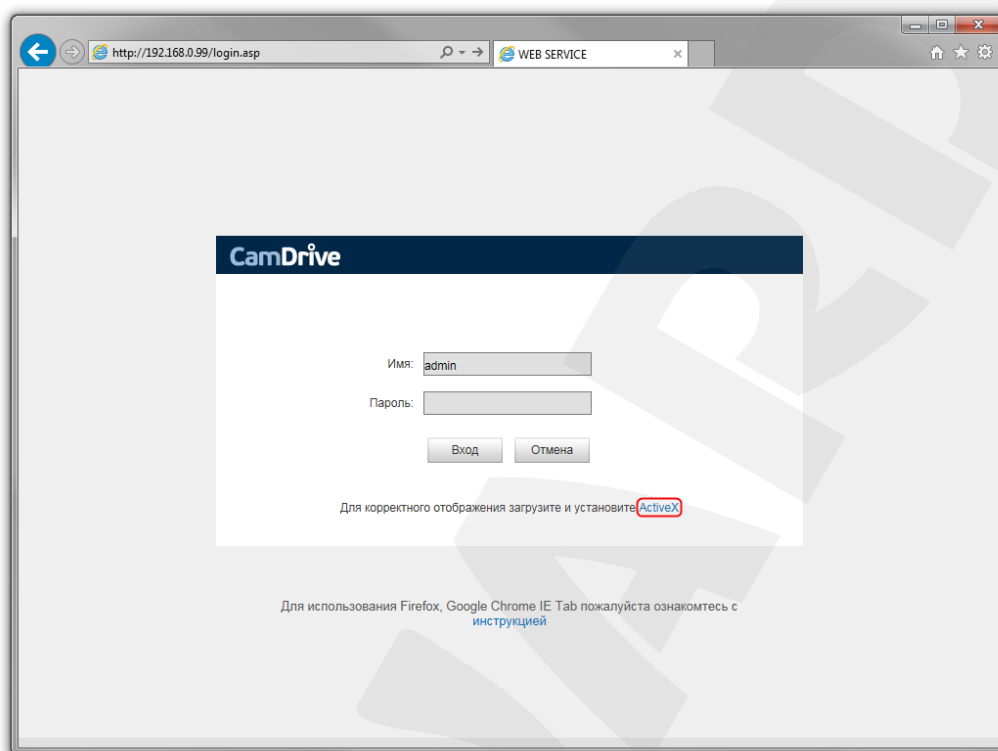 http://192.168.0.99/login.asp
WEB SERVICE
CamDrive
Имя:
admin
Пароль:
Вход
Отмена
Для корректного отображения загрузите и установите ActiveX
Для использования Firefox, Google Chrome IE Tab пожалуйста ознакомтесь с
инструкцией